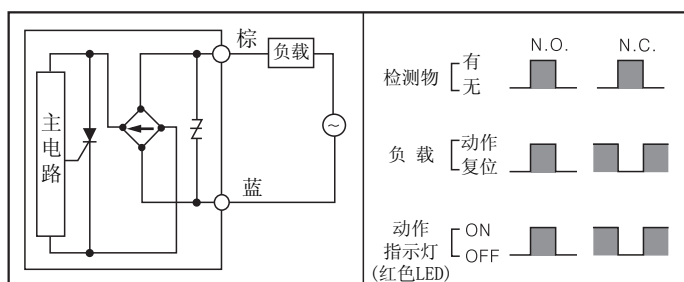 棕
负载
主电路
蓝
N.O. N.C.
检测物 有
无
负 载 动作
复位
动作
指示灯
(红色LED)
ON
OFF